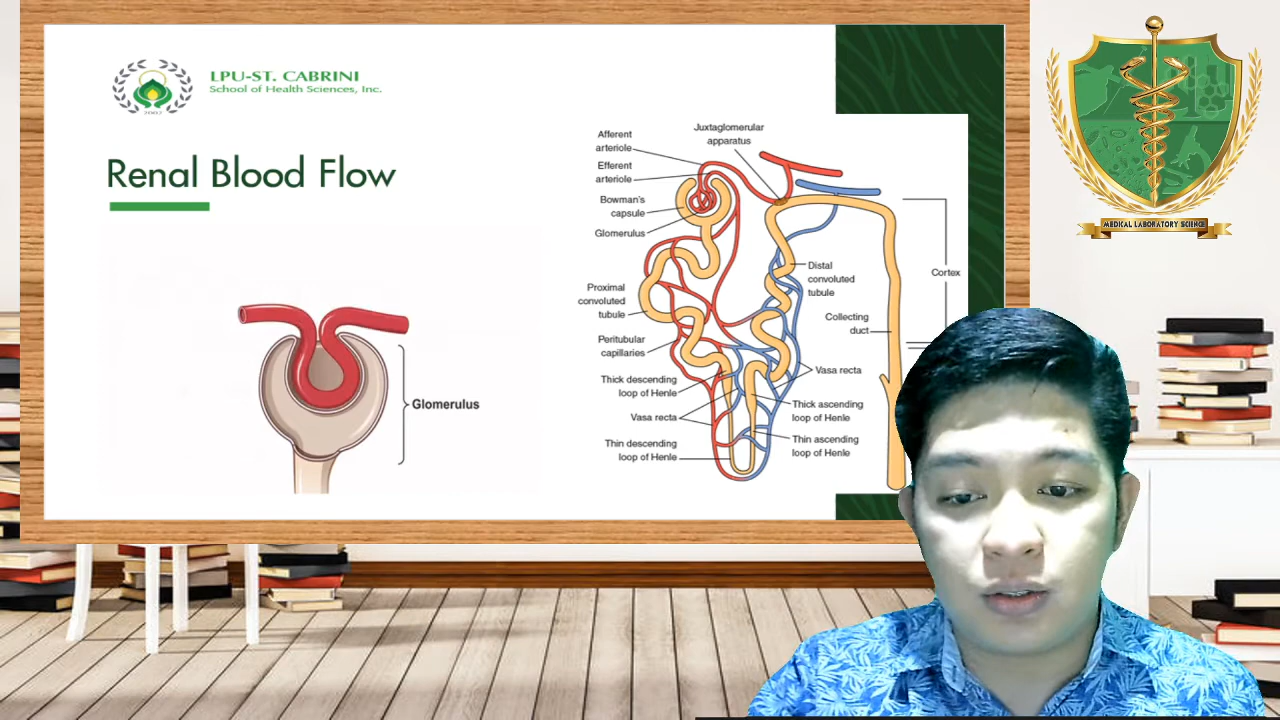 LPU-ST. CABRINI
School of Health Sciences, Inc.
2002
Renal Blood Flow
Glomerulus
Afferent
arteriole
Efferent
arteriole
Bowman's
capsule
Glomerulus
Proximal
convoluted
tubule
Peritubular
capillaries
Thick descending
loop of Henle
Vasa recta
Thin descending
loop of Henle
Juxtaglomerular
apparatus
Distal
convoluted
tubule
Collecting
duct
Vasa recta
Thick ascending
loop of Henle
Thin ascending
loop of Henle
Cortex
MEDICAL LABORATORY SCIENCE